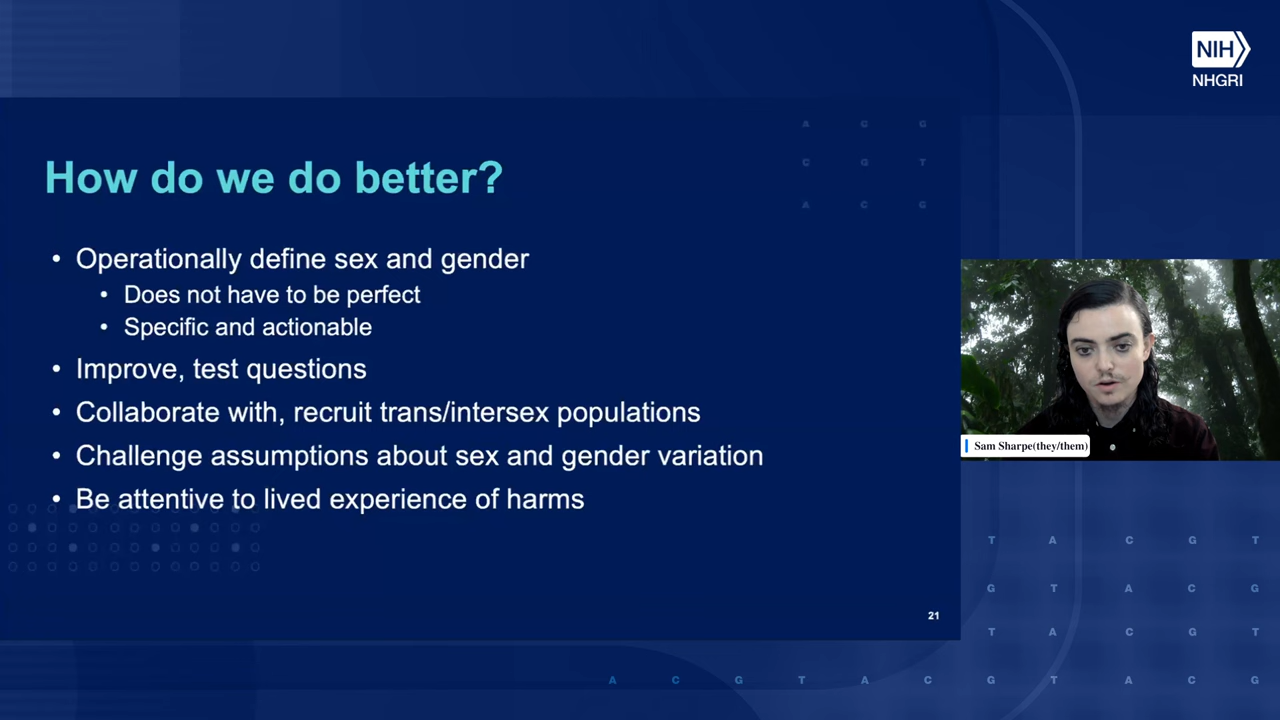 NIH
NHGRI
A C G
C G T
A C G
How do we do better?
• Operationally define sex and gender
• Does not have to be perfect
• Specific and actionable
• Improve, test questions
• Collaborate with, recruit trans/intersex populations
• Challenge assumptions about sex and gender variation
• Be attentive to lived experience of harms
Sam Sharpe(they/them)
21
T A C G T
G T A C G
T A C G T
A C G T A C G T A C G